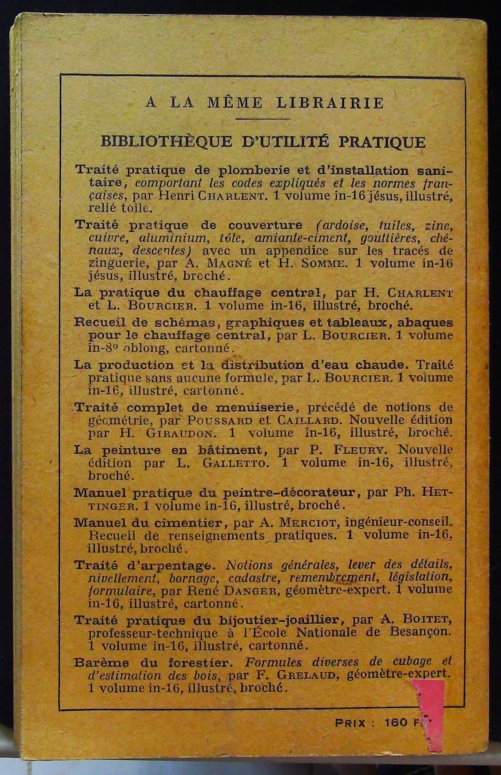 A LA MÊME LIBRAIRIE
BIBLIOTHÈQUE D'UTILITÉ PRATIQUE
Traité pratique de plomberie et d'installation sani-
taire, comportant les codes expliqués et les normes fran-
çaises, par Henri CHARLENT. 1 volume in-16 jésus, illustré,
relié toile.
Traité pratique de couverture (ardoise, tuiles, zinc,
cuivre, aluminium, tôle, amiante-ciment, gouttières, ché-
naux, descentes) avec un appendice sur les tracés de
zinguerie, par A. MAGNÉ et H. SOMME. 1 volume in-16
jésus, illustré, broché.
La pratique du chauffage central, par H. CHARLENT
et L. BOURCIER. 1 volume in-16, illustré, broché.
Recueil de schémas, graphiques et tableaux, abaques
pour le chauffage central, par L. BOURCIER. 1 volume
in-8º oblong, cartonné.
La production et la distribution d'eau chaude. Traité
pratique sans aucune formule, par L. BOURCIER. 1 volume
in-16, illustré, cartonné.
Traité complet de menuiserie, précédé de notions de
géométrie, par POUSSARD et CAILLARD. Nouvelle édition
par H. GIRAUDON. 1 volume in-16, illustré, broché.
La peinture en bâtiment, par P. FLEURY. Nouvelle
édition par L. GALLETTO. 1 volume in-16, illustré,
broché.
Manuel pratique du peintre-décorateur, par Ph. HET-
TINGER. 1 volume in-16, illustré, broché.
Manuel du cimentier, par A. MERCIOT, ingénieur-conseil.
Recueil de renseignements pratiques. 1 volume in-16,
illustré, broché.
Traité d'arpentage. Notions générales, lever des détails,
nivellement, bornage, cadastre, remembrement, législation,
formulaire, par René DANGER, géomètre-expert. 1 volume
in-16, illustré, cartonné.
Traité pratique du bijoutier-joaillier, par A. BOITET,
professeur-technique à l'École Nationale de Besançon.
1 volume in-16, illustré, cartonné.
Barème du forestier. Formules diverses de cubage et
d'estimation des bois, par F. GRELAUD, géomètre-expert.
1 volume in-16, illustré, broché.
PRIX : 160 F